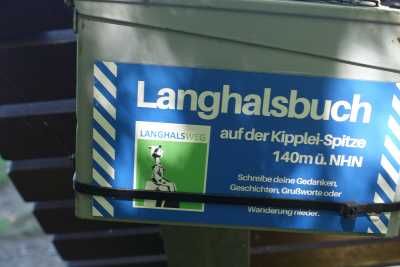 Langhalsbuch
LANGHALSWEG
auf der Kipplei-Spitze
140m ü. NHN
Schreibe deine Gedanken,
Geschichten, Grußworte oder
Wanderung nieder.